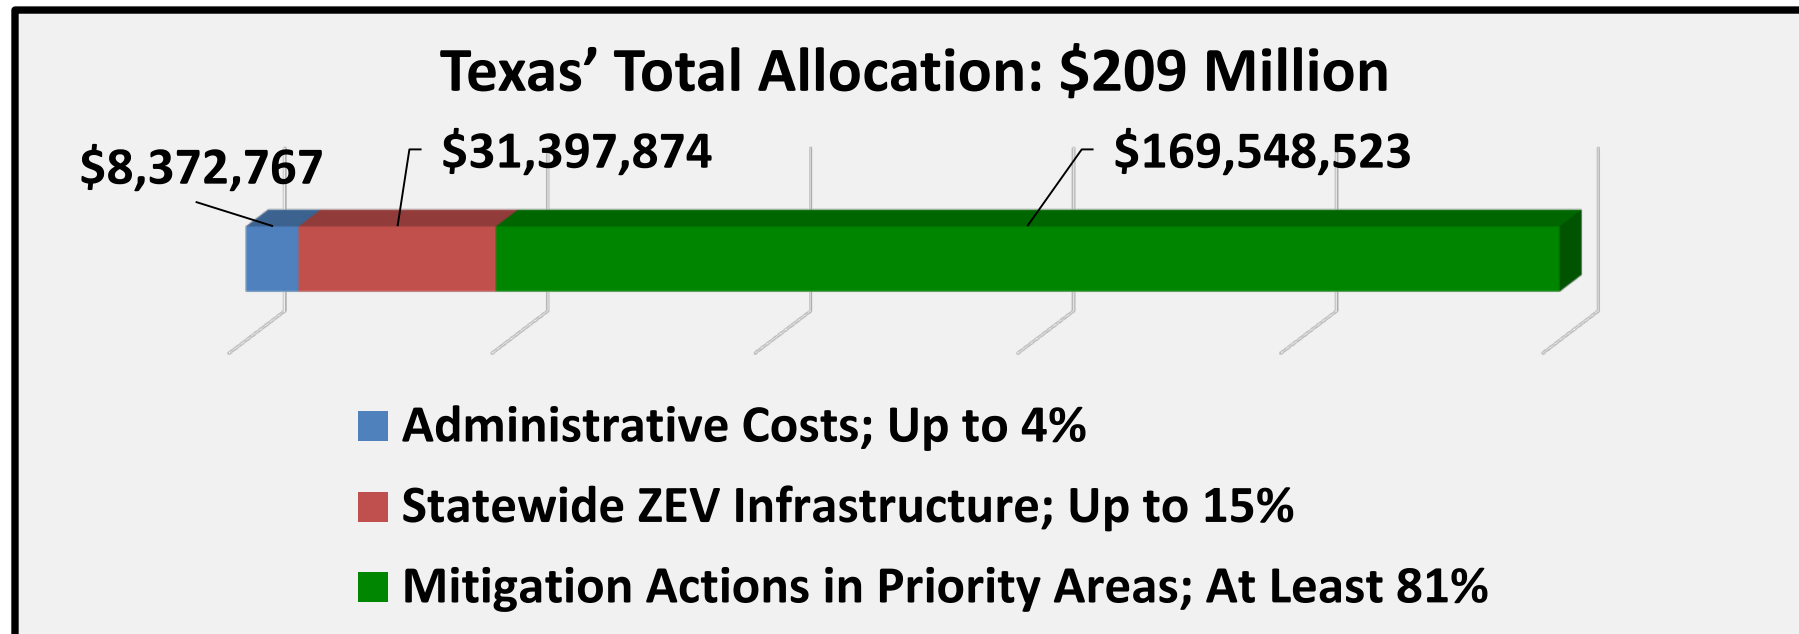 Texas’ Total Allocation: $209 Million
$8,372,767
$31,397,874
$169,548,523
Administrative Costs; Up to 4%
Statewide ZEV Infrastructure; Up to 15%
Mitigation Actions in Priority Areas; At Least 81%